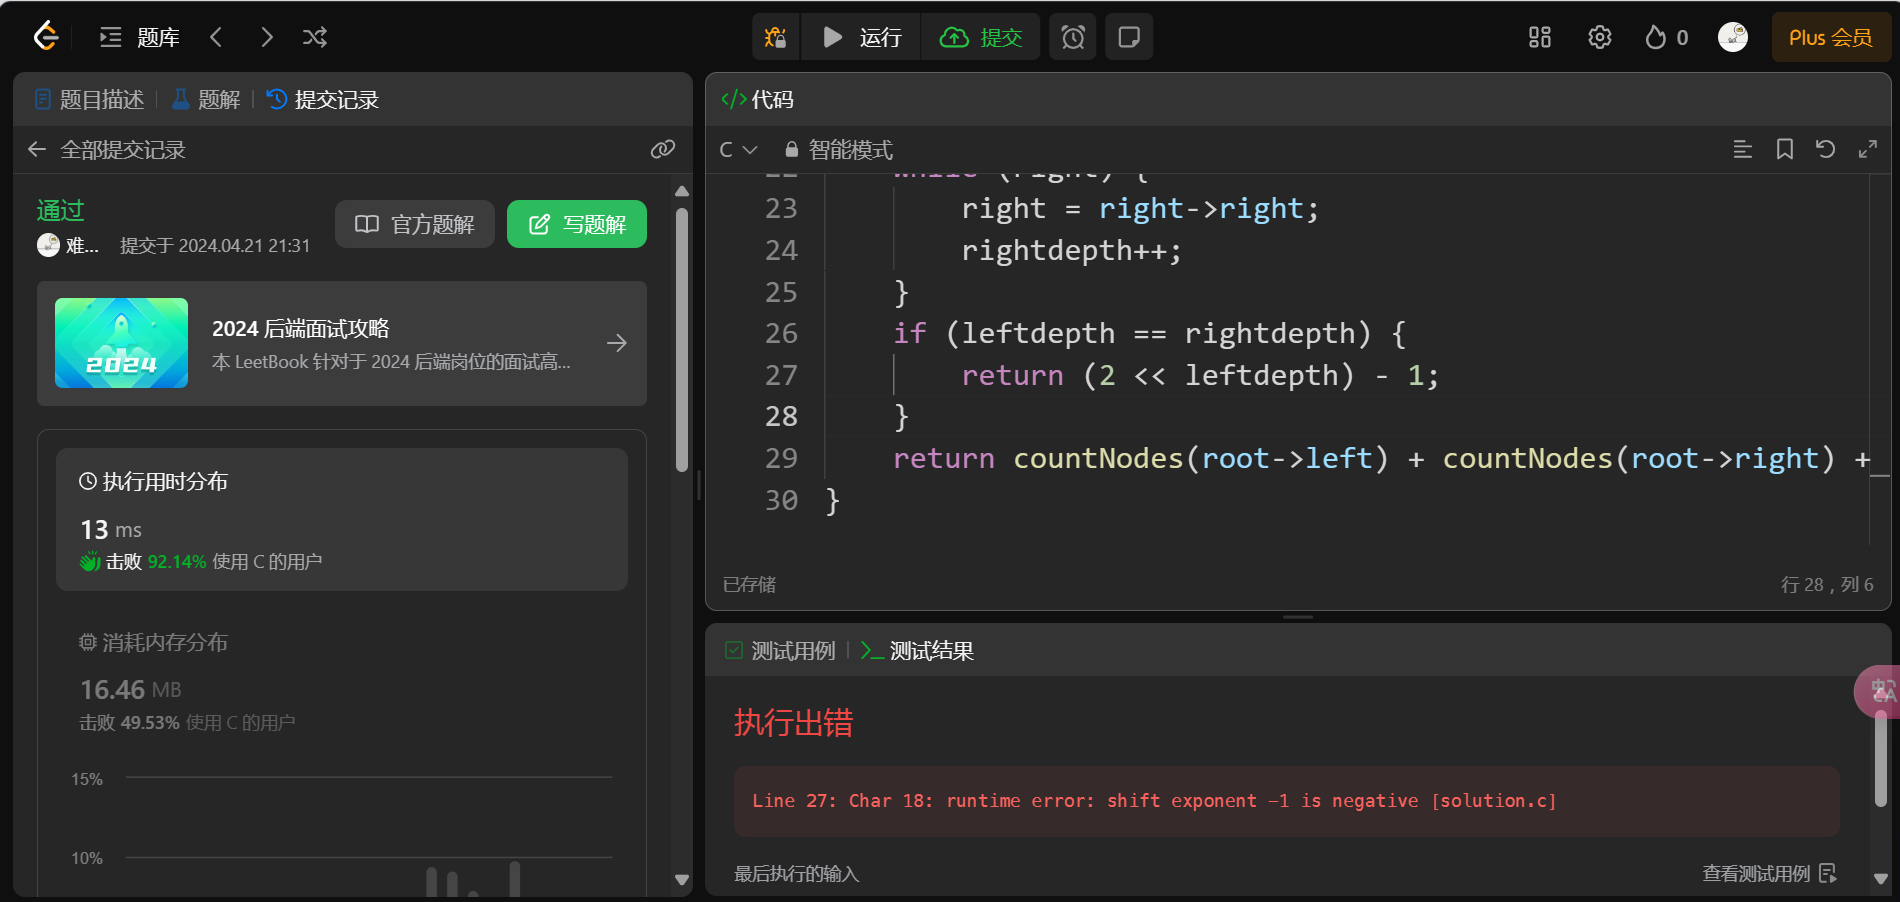 题库
运行
提交
0
Plus 会员
题目描述
题解
提交记录
全部提交记录
通过
官方题解
写题解
难...
提交于 2024.04.21 21:31
2024
2024 后端面试攻略
本 LeetBook 针对于 2024 后端岗位的面试高...
执行用时分布
13 ms
击败 92.14% 使用 C 的用户
消耗内存分布
16.46 MB
击败 49.53% 使用 C 的用户
15%
10%
</>代码
C
智能模式
22 while (right) {
23 right = right->right;
24 rightdepth++;
25 }
26 if (leftdepth == rightdepth) {
27 return (2 << leftdepth) - 1;
28 }
29 return countNodes(root->left) + countNodes(root->right) +
30 }
已存储
行 28，列 6
测试用例
测试结果
执行出错
Line 27: Char 18: runtime error: shift exponent -1 is negative [solution.c]
最后执行的输入
查看测试用例